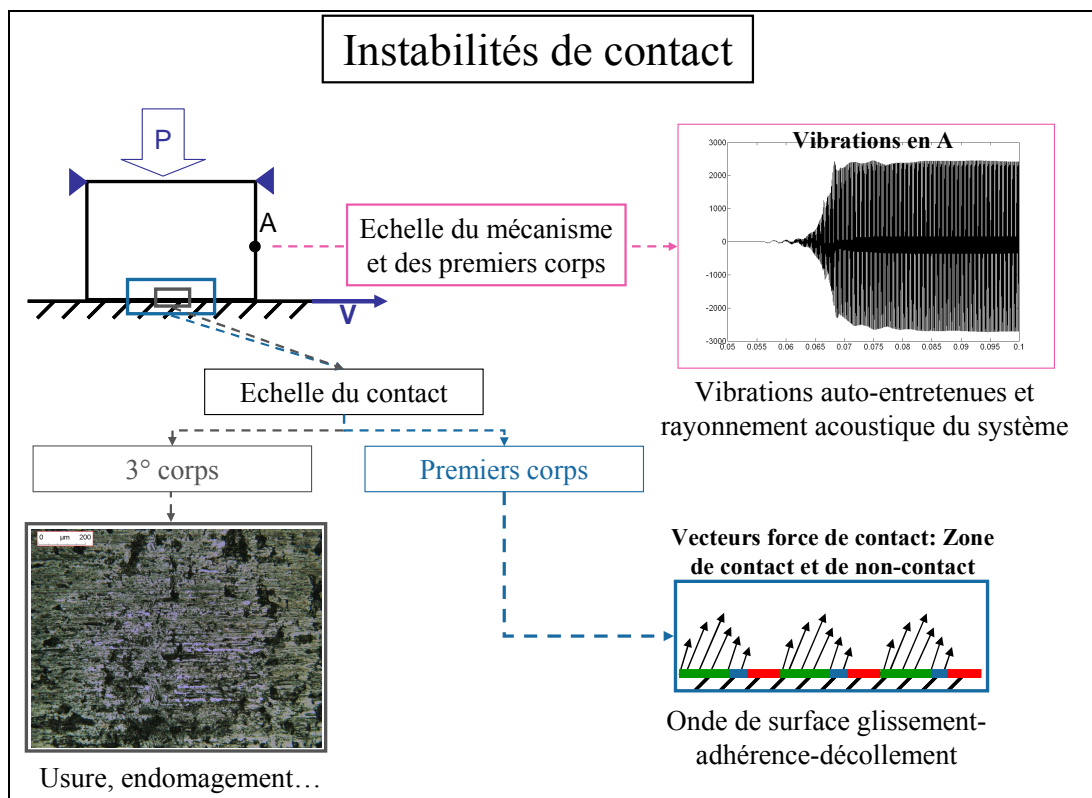 Instabilités de contact
P
A
V
Echelle du mécanisme
et des premiers corps
Vibrations en A
3000
2000
1000
0
-1000
-2000
-3000
0.05 0.055 0.06 0.065 0.07 0.075 0.08 0.085 0.09 0.095 0.1
Vibrations auto-entretenues et
rayonnement acoustique du système
Echelle du contact
3° corps
Premiers corps
0 µm 200
Usure, endomagement…
Vecteurs force de contact: Zone
de contact et de non-contact
Onde de surface glissement-
adhérence-décollement